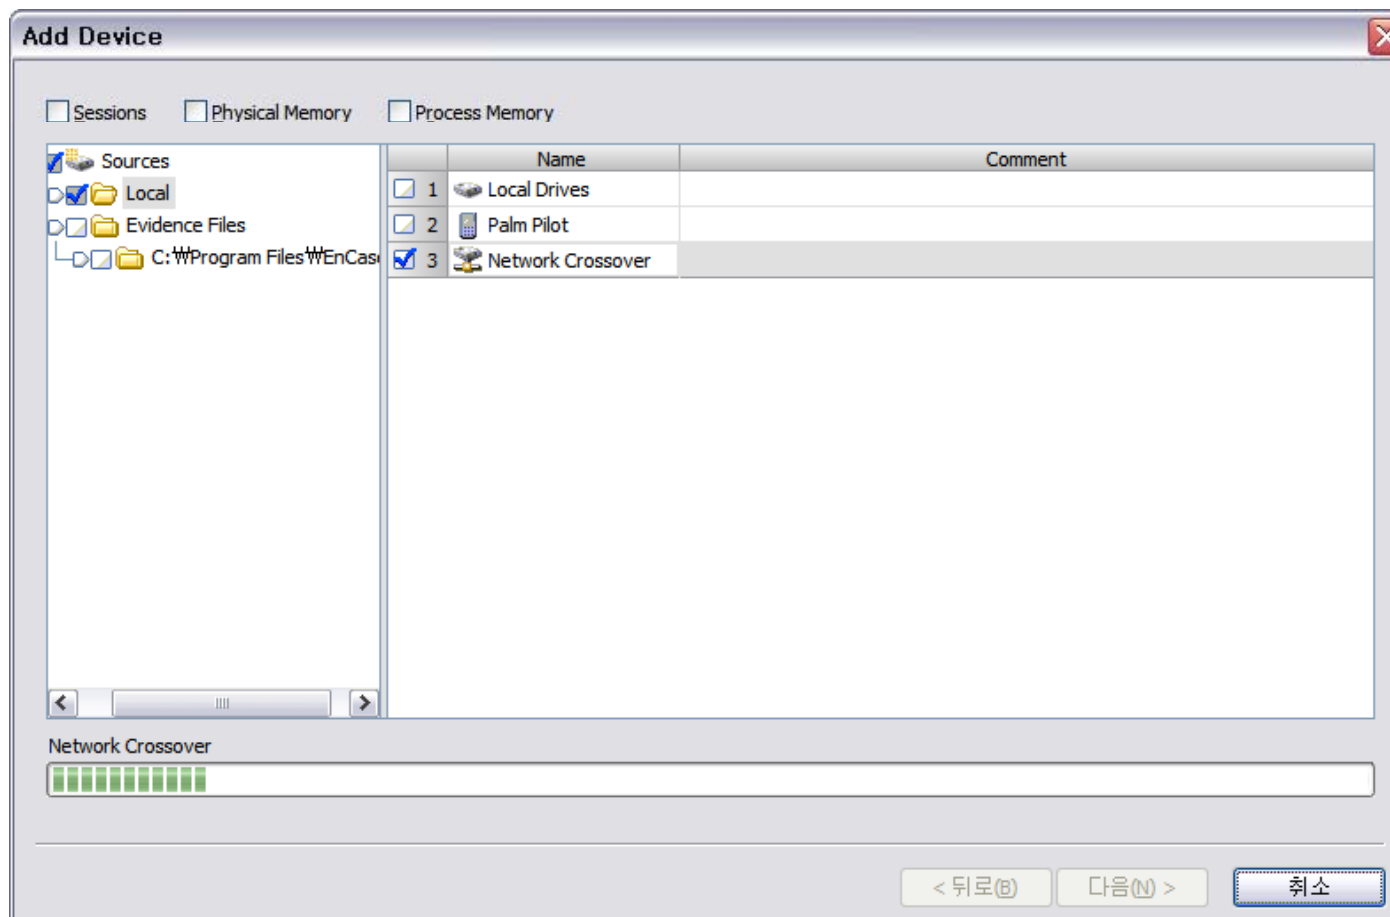 Add Device
Sessions Physical Memory Process Memory
Sources
Local
Evidence Files
C:₩Program Files₩EnCas
Name Comment
1 Local Drives
2 Palm Pilot
3 Network Crossover
Network Crossover
< 뒤로(B) 다음(N) > 취소